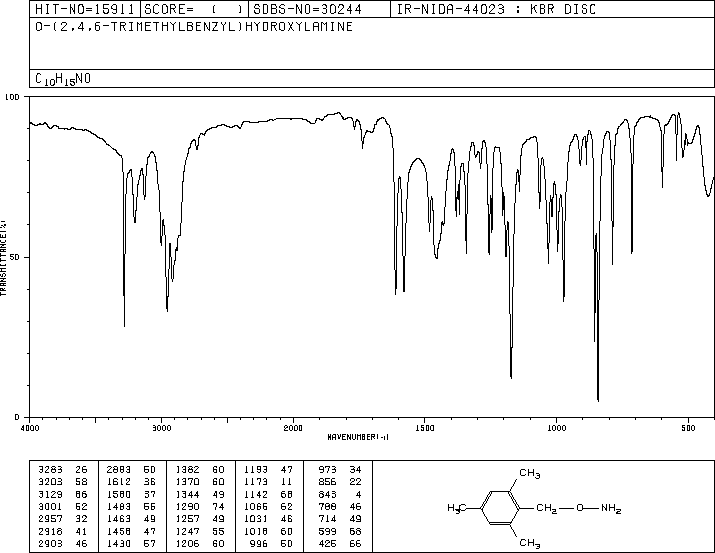 HIT-NO=15911 SCORE= ( ) SDBS-NO=30244 IR-NIDA-44023 : KBR DISC
O-(2,4,6-TRIMETHYLBENZYL)HYDROXYLAMINE
C10H15NO
100
50
0
TRANSMITTANCE(%)
4000 3000 2000 1500 1000 500
WAVENUMBER(-1)
3283 26 2883 50 1382 60 1193 47 973 34
3203 58 1612 36 1370 60 1173 11 856 22
3129 66 1580 37 1344 49 1142 68 843 4
3001 52 1483 56 1290 74 1066 62 788 46
2957 32 1463 49 1257 49 1031 46 714 49
2918 41 1458 47 1247 55 1018 60 599 68
2903 46 1430 57 1206 60 996 50 426 66
CH3
H3C CH2 O NH2
CH3